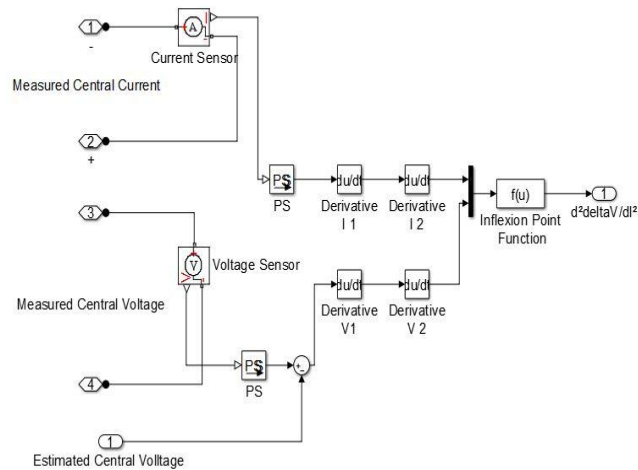 1
-
A
I
-
Current Sensor
Measured Central Current
2
+
PS S
PS
du/dt
Derivative
I 1
du/dt
Derivative
I 2
f(u)
Inflexion Point
Function
1
d²deltaV/dI²
3
V
V
-
Voltage Sensor
Measured Central Voltage
du/dt
Derivative
V1
du/dt
Derivative
V 2
4
PS S
PS
+
-
1
Estimated Central Volltage